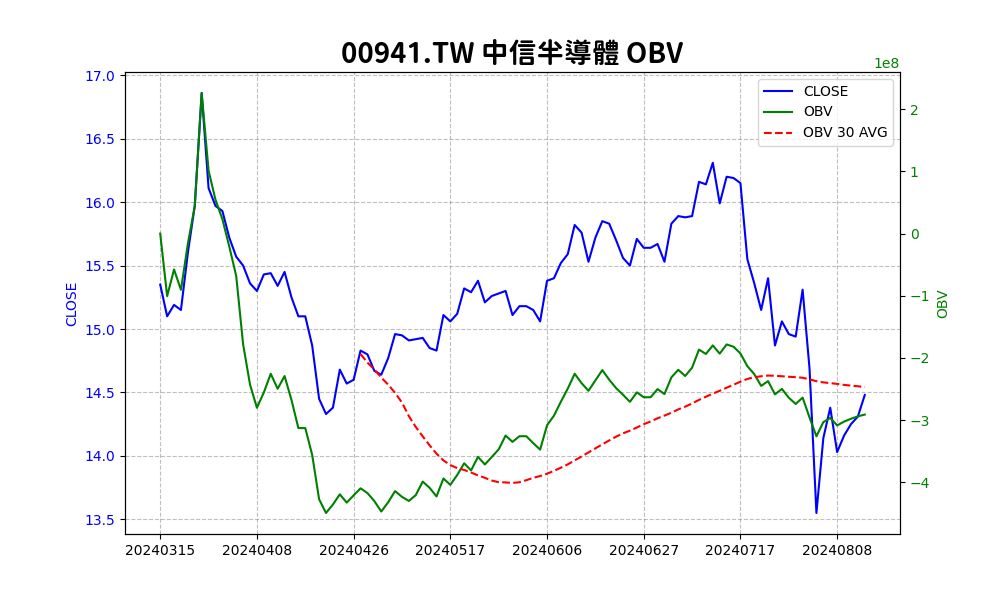 00941.TW 中信半導體 OBV
1e8
17.0
16.5
16.0
15.5
15.0
14.5
14.0
13.5
CLOSE
CLOSE
OBV
OBV 30 AVG
2
1
0
−1
−2
−3
−4
OBV
20240315 20240408 20240426 20240517 20240606 20240627 20240717 20240808